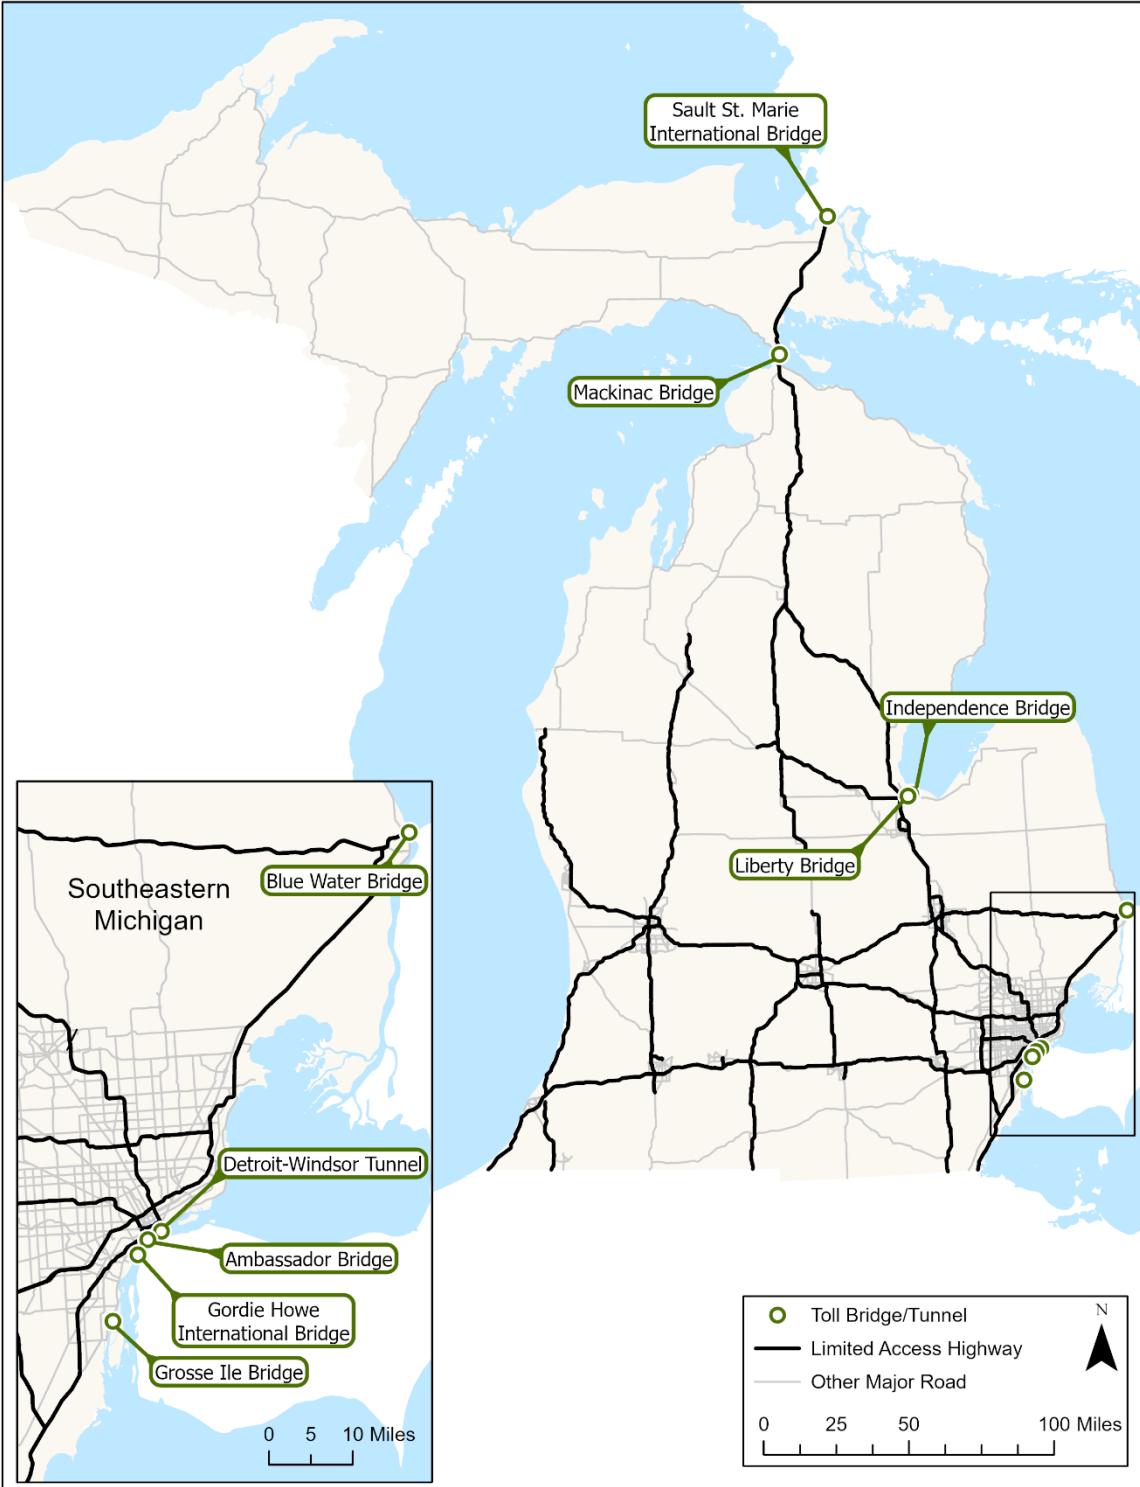 Sault St. Marie
International Bridge
Mackinac Bridge
Independence Bridge
Liberty Bridge
Southeastern
Michigan
Blue Water Bridge
Detroit-Windsor Tunnel
Ambassador Bridge
Gordie Howe
International Bridge
Grosse Ile Bridge
0 5 10 Miles
Toll Bridge/Tunnel
Limited Access Highway
Other Major Road
N
0 25 50 100 Miles